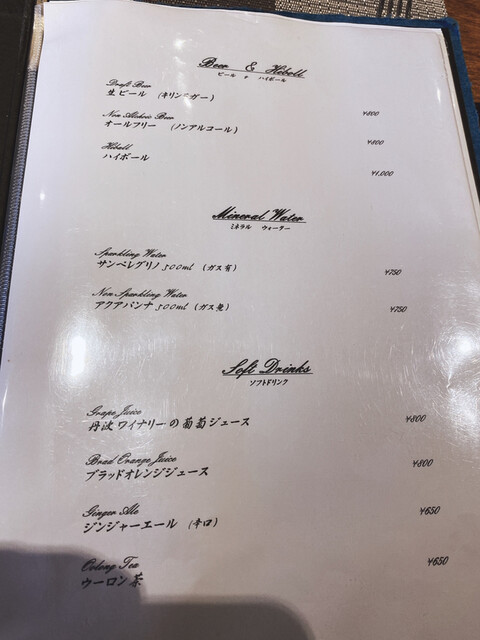 Beer & Hiboll
ビール & ハイボール
Draft Beer
生ビール (キリンニガー) ¥800
Non Alcholic Beer
オールフリー (ノンアルコール) ¥800
Hiball
ハイボール ¥1,000
Mineral Water
ミネラル ウォーター
Sparkling Water
サンペレグリノ 500ml (ガス有) ¥750
Non Sparkling Water
アクアパンナ 500ml (ガス無) ¥750
Soft Drinks
ソフトドリンク
Grape Juice
丹波ワイナリーの葡萄ジュース ¥800
Brad Orange Juice
ブラッドオレンジジュース ¥800
Ginger Ale
ジンジャーエール (辛口) ¥650
Oolong Tea
ウーロン茶 ¥650